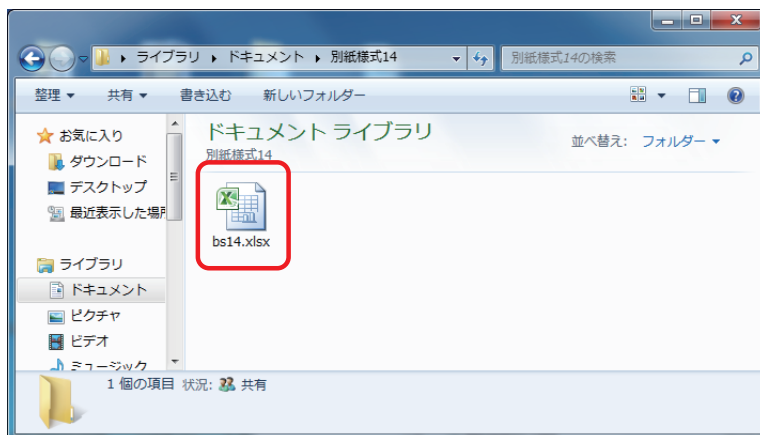 ライブラリ ▸ ドキュメント ▸ 別紙様式14
別紙様式14の検索
整理 ▼ 共有 ▼ 書き込む 新しいフォルダー
お気に入り
ダウンロード
デスクトップ
最近表示した場所
ライブラリ
ドキュメント
ピクチャ
ビデオ
ミュージック
ドキュメント ライブラリ
別紙様式14
並べ替え: フォルダー ▼
bs14.xlsx
1 個の項目 状況: 共有